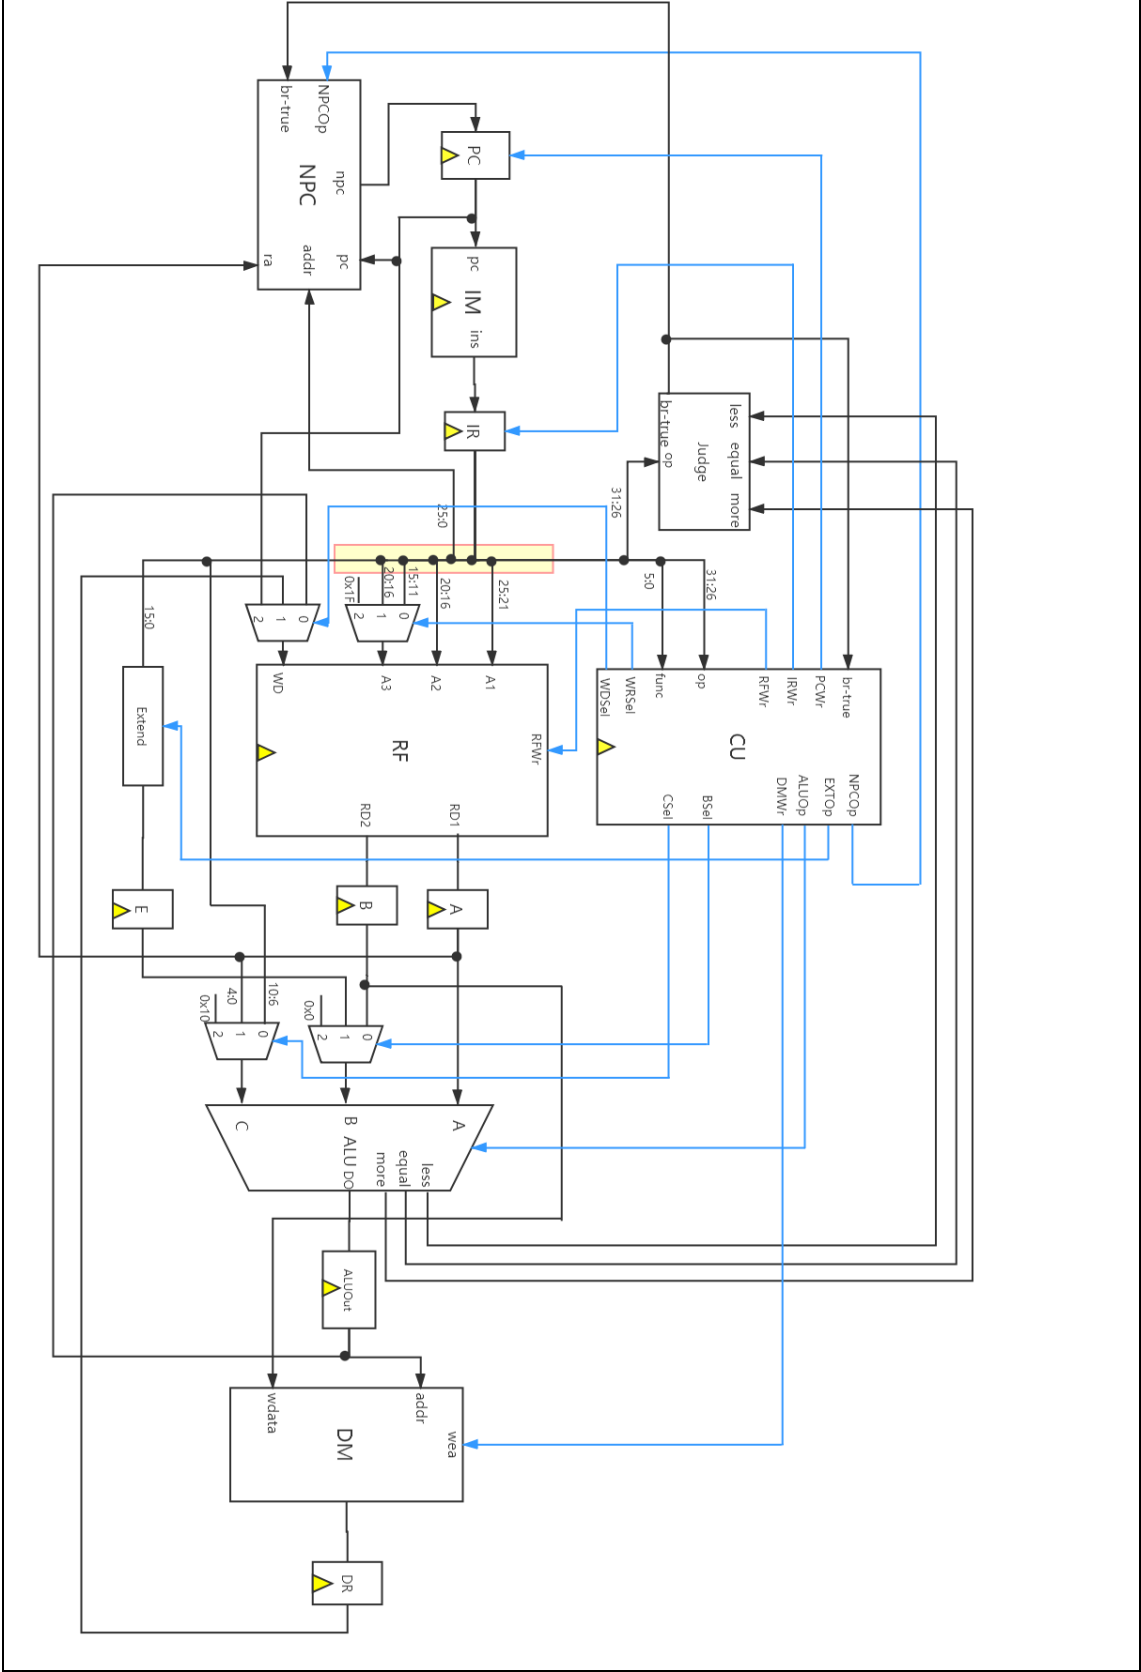 NPCOp
br-true
NPC
npc
ra
addr
pc
PC
pc
IM
ins
IR
less
equal
more
Judge
br-true
op
31:26
25:0
0x1F
20:16
15:11
20:16
25:21
5:0
31:26
15:0
2
1
0
2
1
0
WD
A3
A2
A1
RF
RFWr
RD2
RD1
WDSel
WRSel
func
op
RFWr
IRWr
PCWr
br-true
CU
CSel
BSel
DMWr
ALUOp
EXTOp
NPCOp
Extend
E
B
A
0x10
4:0
10:6
0x0
2
1
0
2
1
0
C
B
A
ALU
DO
more
equal
less
ALUOut
wdata
addr
wea
DM
DR